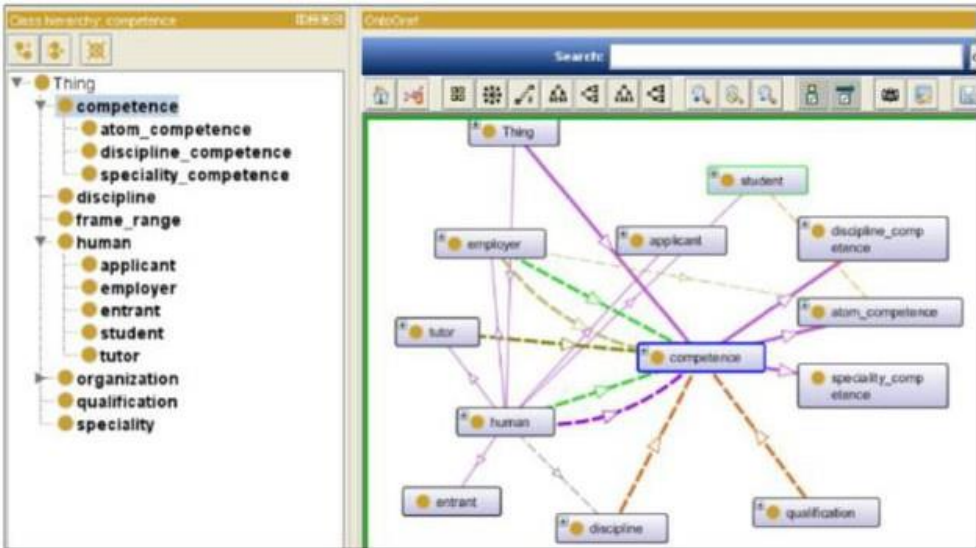 Class hierarchy: competence
Thing
competence
atom_competence
discipline_competence
speciality_competence
discipline
frame_range
human
applicant
employer
entrant
student
tutor
organization
qualification
speciality
OntoGraf
Search:
Thing
student
employer
applicant
discipline_comp
etence
tutor
atom_competence
competence
speciality_comp
etence
human
entrant
discipline
qualification